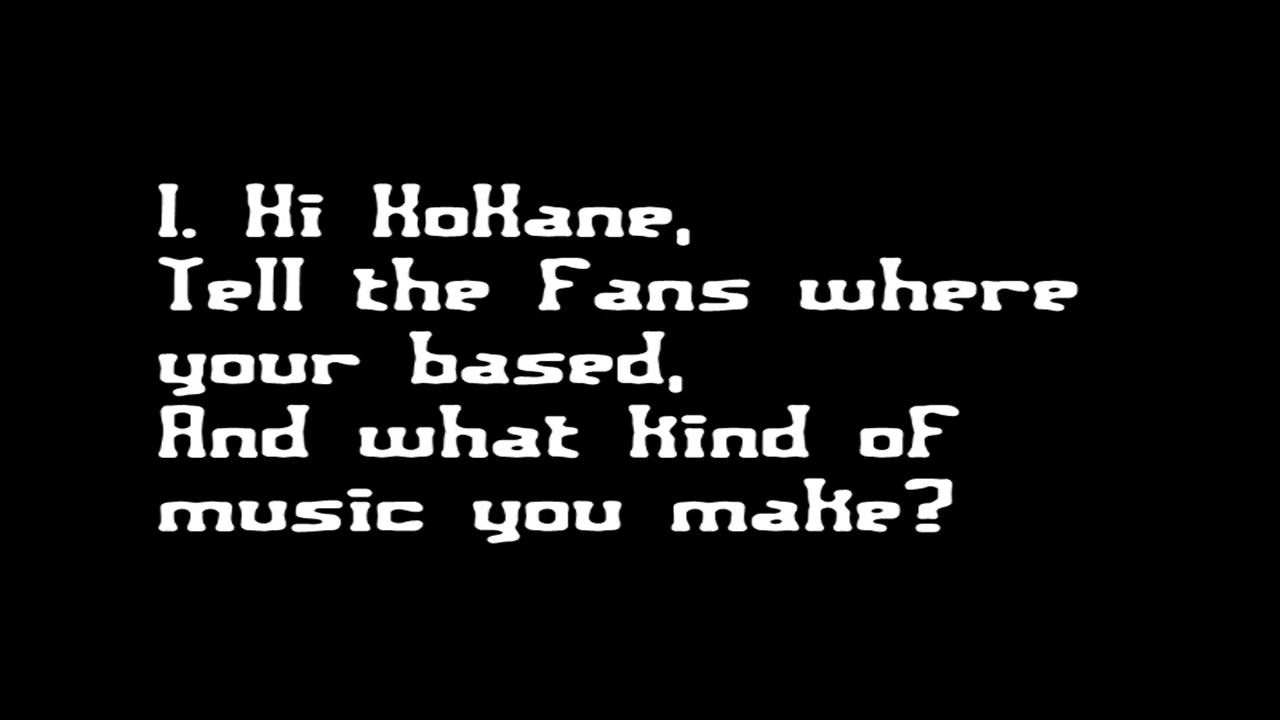 1. Hi KoKane,
Tell the Fans where
your based,
And what kind of
music you make?